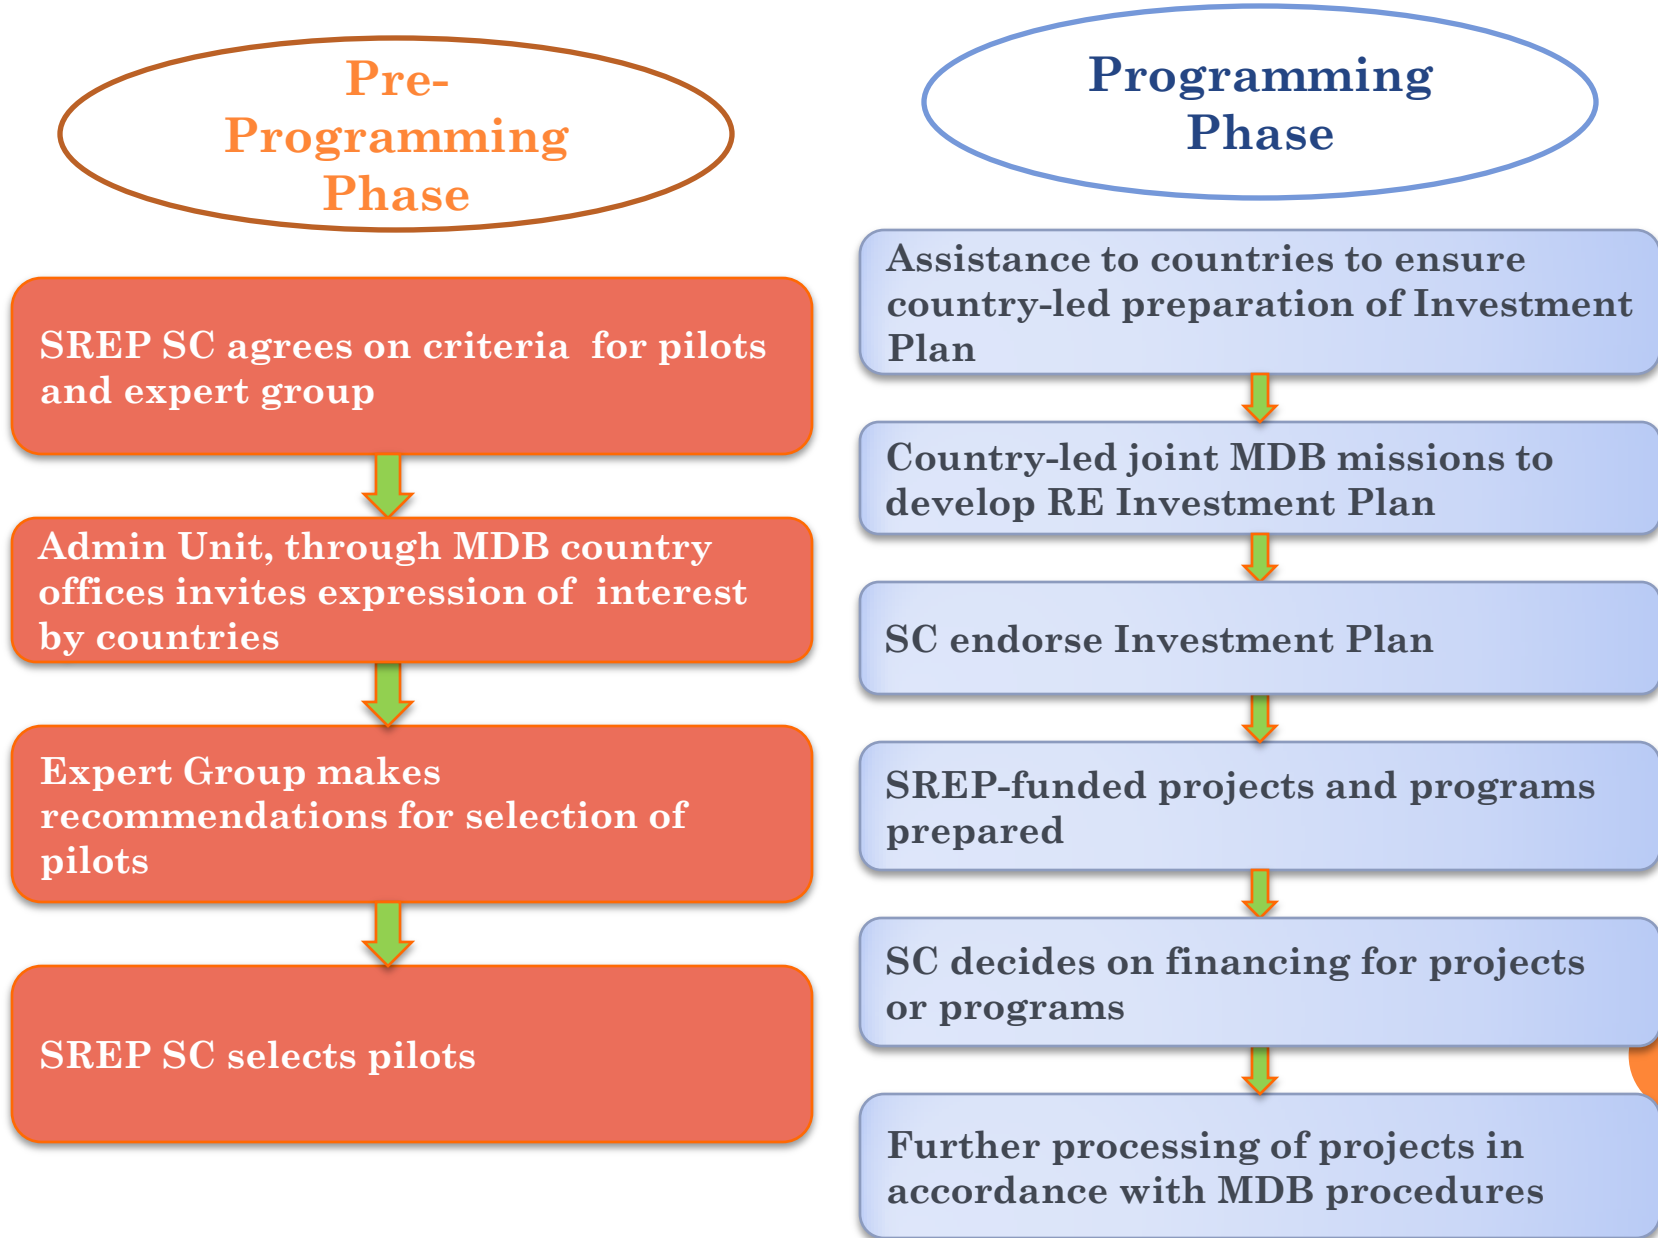 Pre-
Programming
Phase
SREP SC agrees on criteria  for pilots
and expert group
Admin Unit, through MDB country
offices invites expression of  interest
by countries
Expert Group makes
recommendations for selection of
pilots
SREP SC selects pilots
Programming
Phase
Assistance to countries to ensure
country-led preparation of Investment
Plan
Country-led joint MDB missions to
develop RE Investment Plan
SC endorse Investment Plan
SREP-funded projects and programs
prepared
SC decides on financing for projects
or programs
Further processing of projects in
accordance with MDB procedures